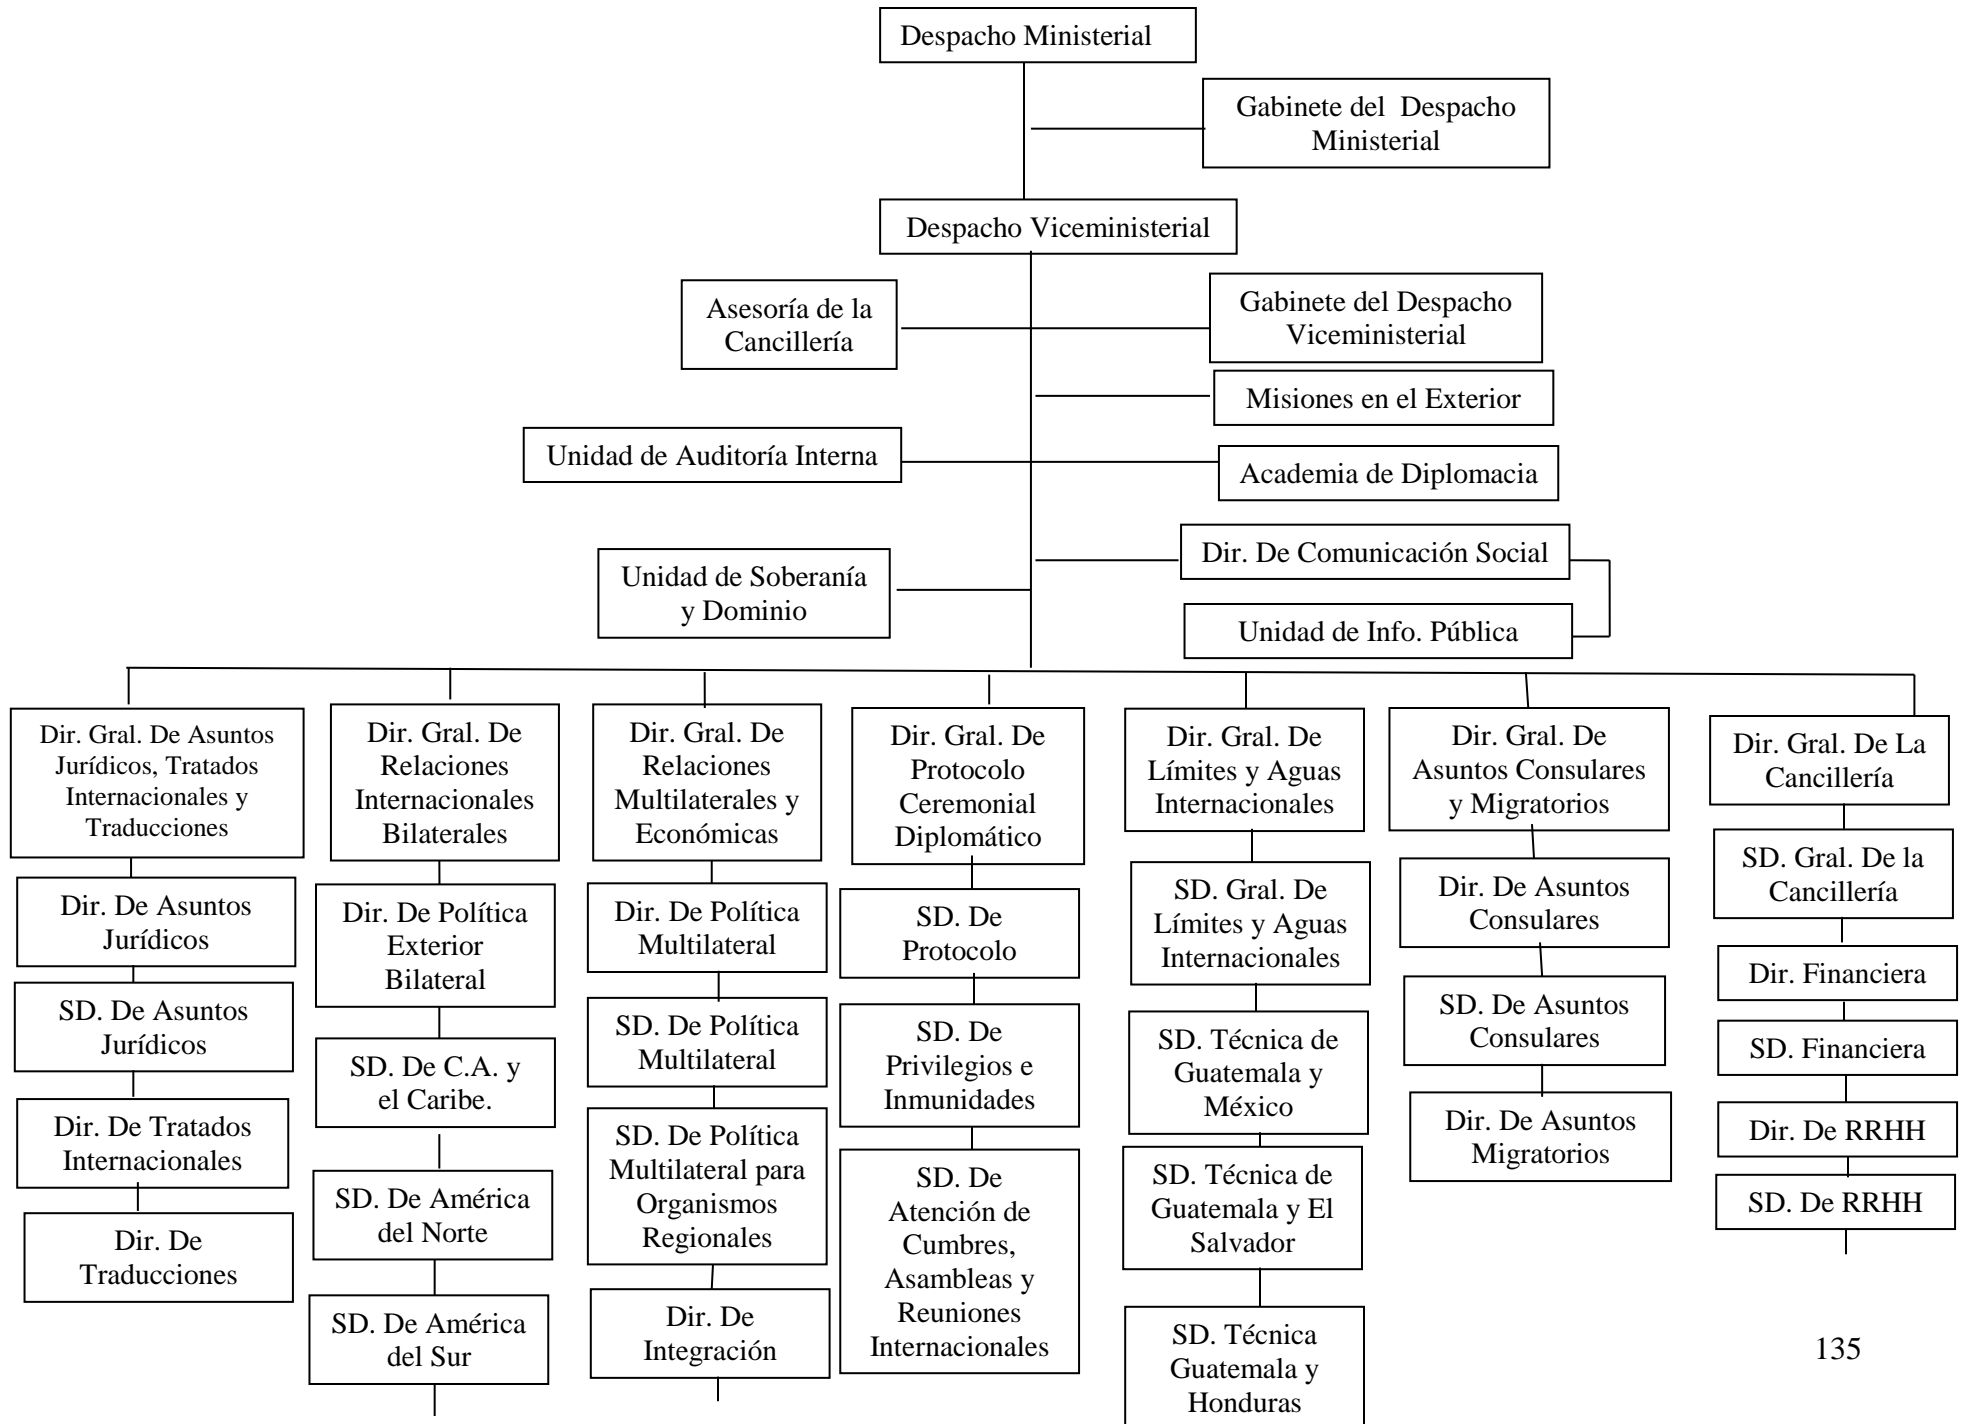 Despacho Ministerial
Gabinete del Despacho
Ministerial
Despacho Viceministerial
Asesoría de la
Cancillería
Gabinete del Despacho
Viceministerial
Misiones en el Exterior
Unidad de Auditoría Interna
Academia de Diplomacia
Dir. De Comunicación Social
Unidad de Soberanía
y Dominio
Unidad de Info. Pública
Dir. Gral. De Asuntos
Jurídicos, Tratados
Internacionales y
Traducciones
Dir. De Asuntos
Jurídicos
SD. De Asuntos
Jurídicos
Dir. De Tratados
Internacionales
Dir. De
Traducciones
Dir. Gral. De
Relaciones
Internacionales
Bilaterales
Dir. De Política
Exterior
Bilateral
SD. De C.A. y
el Caribe.
SD. De América
del Norte
SD. De América
del Sur
Dir. Gral. De
Relaciones
Multilaterales y
Económicas
Dir. De Política
Multilateral
SD. De Política
Multilateral
SD. De Política
Multilateral para
Organismos
Regionales
Dir. De
Integración
Dir. Gral. De
Protocolo
Ceremonial
Diplomático
SD. De
Protocolo
SD. De
Privilegios e
Inmunidades
SD. De
Atención de
Cumbres,
Asambleas y
Reuniones
Internacionales
Dir. Gral. De
Límites y Aguas
Internacionales
SD. Gral. De
Límites y Aguas
Internacionales
SD. Técnica de
Guatemala y
México
SD. Técnica de
Guatemala y El
Salvador
SD. Técnica
Guatemala y
Honduras
Dir. Gral. De
Asuntos Consulares
y Migratorios
Dir. De Asuntos
Consulares
SD. De Asuntos
Consulares
Dir. De Asuntos
Migratorios
Dir. Gral. De La
Cancillería
SD. Gral. De la
Cancillería
Dir. Financiera
SD. Financiera
Dir. De RRHH
SD. De RRHH
135